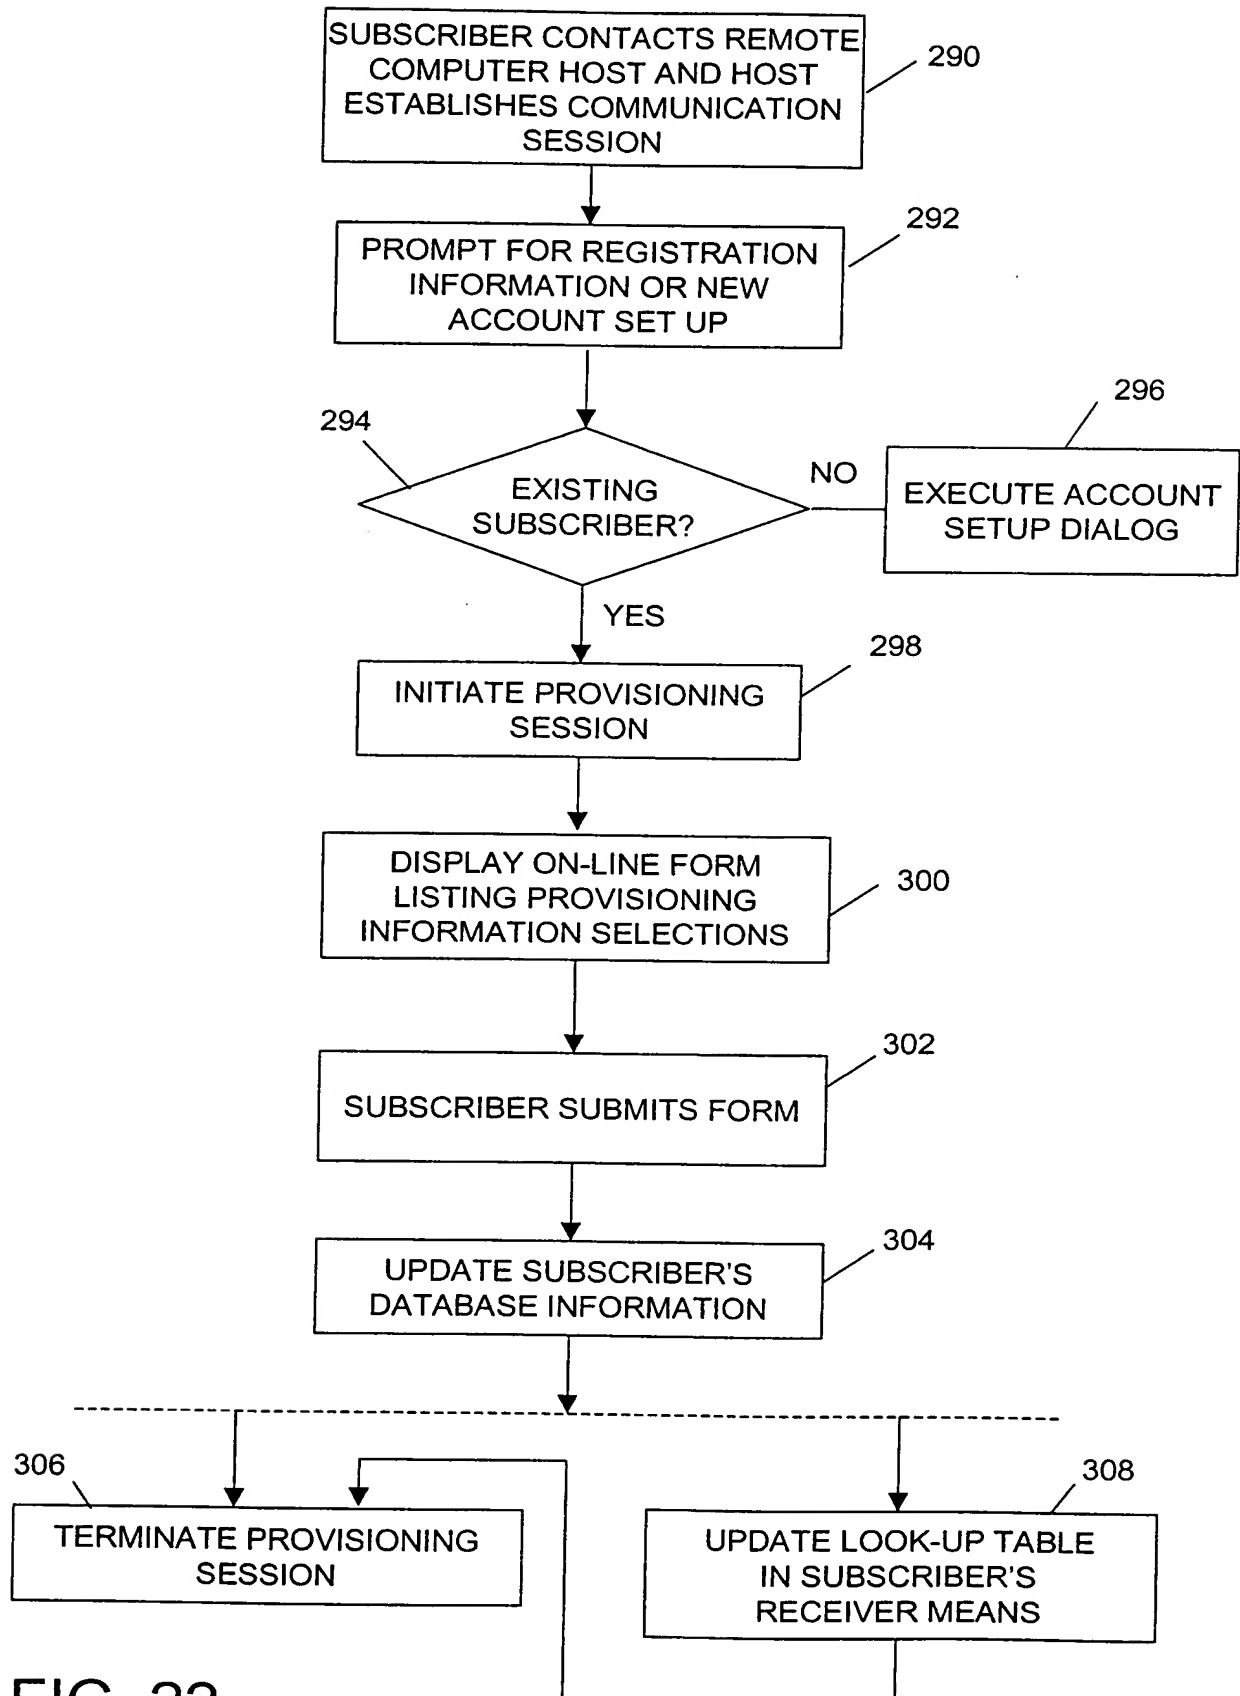 SUBSCRIBER CONTACTS REMOTE
COMPUTER HOST AND HOST
ESTABLISHES COMMUNICATION
SESSION
290
292
PROMPT FOR REGISTRATION
INFORMATION OR NEW
ACCOUNT SET UP
294
296
EXISTING
SUBSCRIBER?
NO
EXECUTE ACCOUNT
SETUP DIALOG
YES
298
INITIATE PROVISIONING
SESSION
DISPLAY ON-LINE FORM
LISTING PROVISIONING
INFORMATION SELECTIONS
300
302
SUBSCRIBER SUBMITS FORM
304
UPDATE SUBSCRIBER'S
DATABASE INFORMATION
306
TERMINATE PROVISIONING
SESSION
308
UPDATE LOOK-UP TABLE
IN SUBSCRIBER'S
RECEIVER MEANS
FIG.